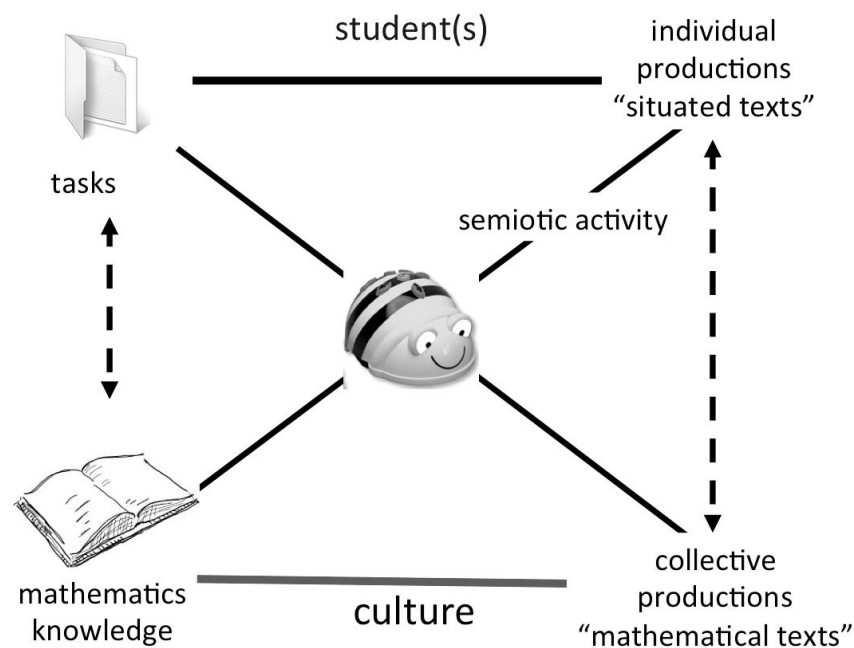 student(s)
individual
productions
“situated texts”
tasks
semiotic activity
mathematics
knowledge
culture
collective
productions
“mathematical texts”